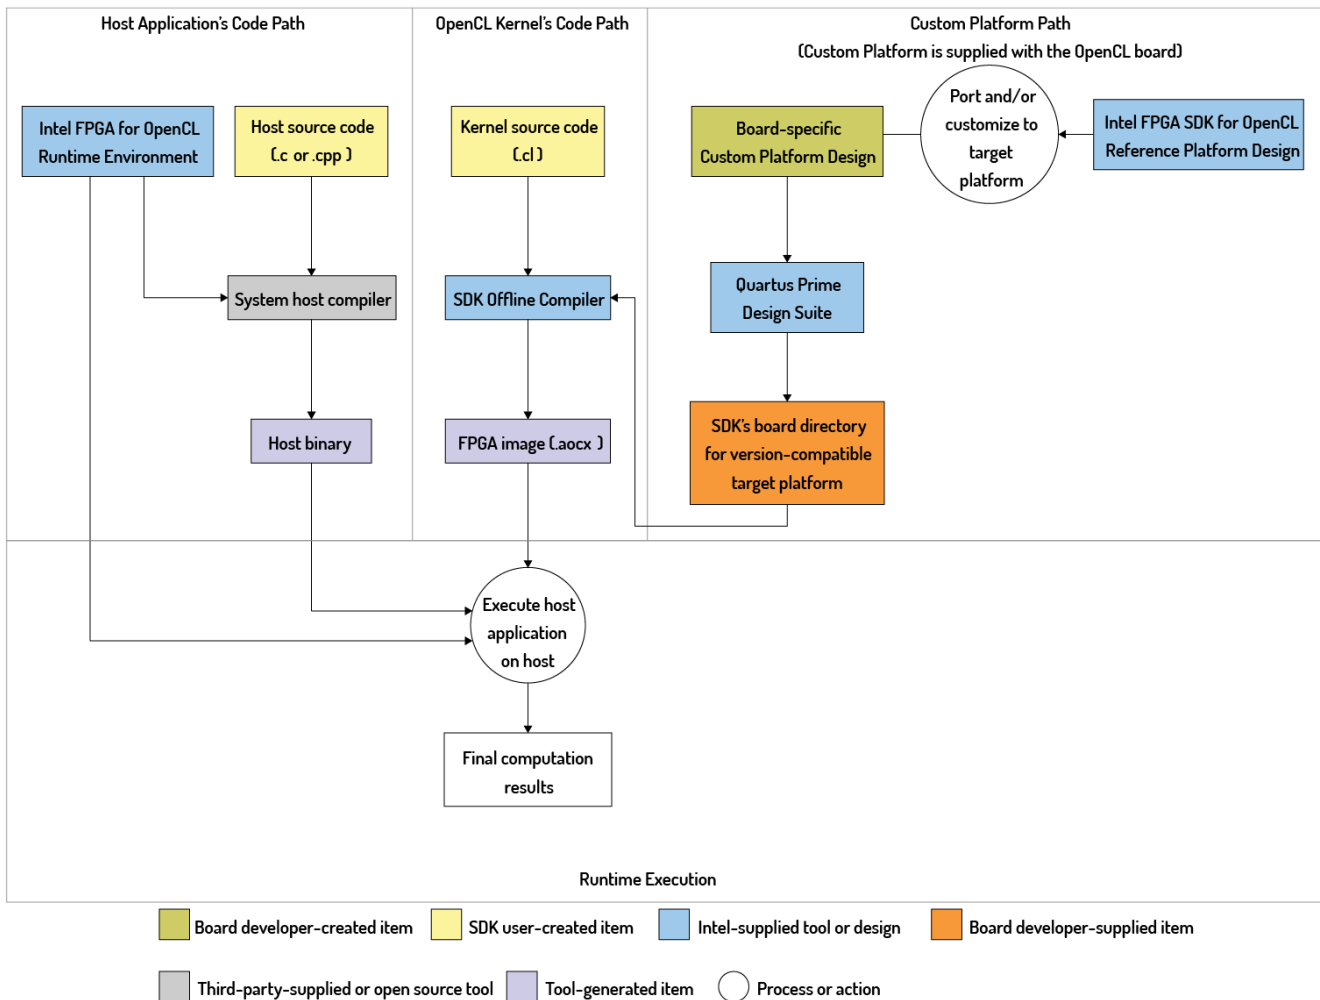 Host Application's Code Path
OpenCL Kernel's Code Path
Custom Platform Path
(Custom Platform is supplied with the OpenCL board)
Intel FPGA for OpenCL
Runtime Environment
Host source code
(.c or .cpp )
Kernel source code
(.cl )
Board-specific
Custom Platform Design
Port and/or
customize to
target
platform
Intel FPGA SDK for OpenCL
Reference Platform Design
System host compiler
SDK Offline Compiler
Quartus Prime
Design Suite
Host binary
FPGA image (.aocx )
SDK's board directory
for version-compatible
target platform
Execute host
application
on host
Final computation
results
Runtime Execution
Board developer-created item
SDK user-created item
Intel-supplied tool or design
Board developer-supplied item
Third-party-supplied or open source tool
Tool-generated item
Process or action